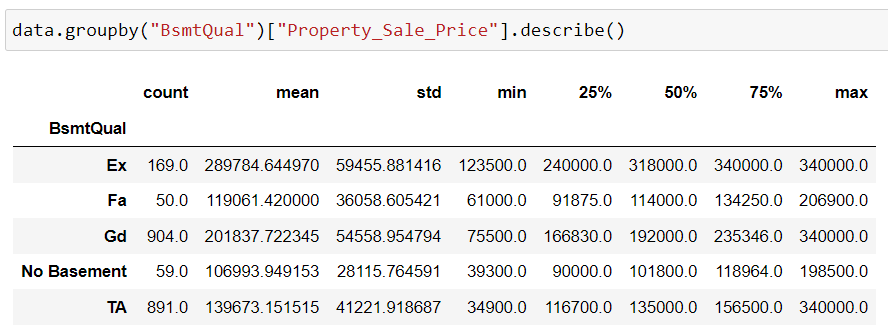 data.groupby("BsmtQual")["Property_Sale_Price"].describe()
count mean std min 25% 50% 75% max
BsmtQual
Ex 169.0 289784.644970 59455.881416 123500.0 240000.0 318000.0 340000.0 340000.0
Fa 50.0 119061.420000 36058.605421 61000.0 91875.0 114000.0 134250.0 206900.0
Gd 904.0 201837.722345 54558.954794 75500.0 166830.0 192000.0 235346.0 340000.0
No Basement 59.0 106993.949153 28115.764591 39300.0 90000.0 101800.0 118964.0 198500.0
TA 891.0 139673.151515 41221.918687 34900.0 116700.0 135000.0 156500.0 340000.0